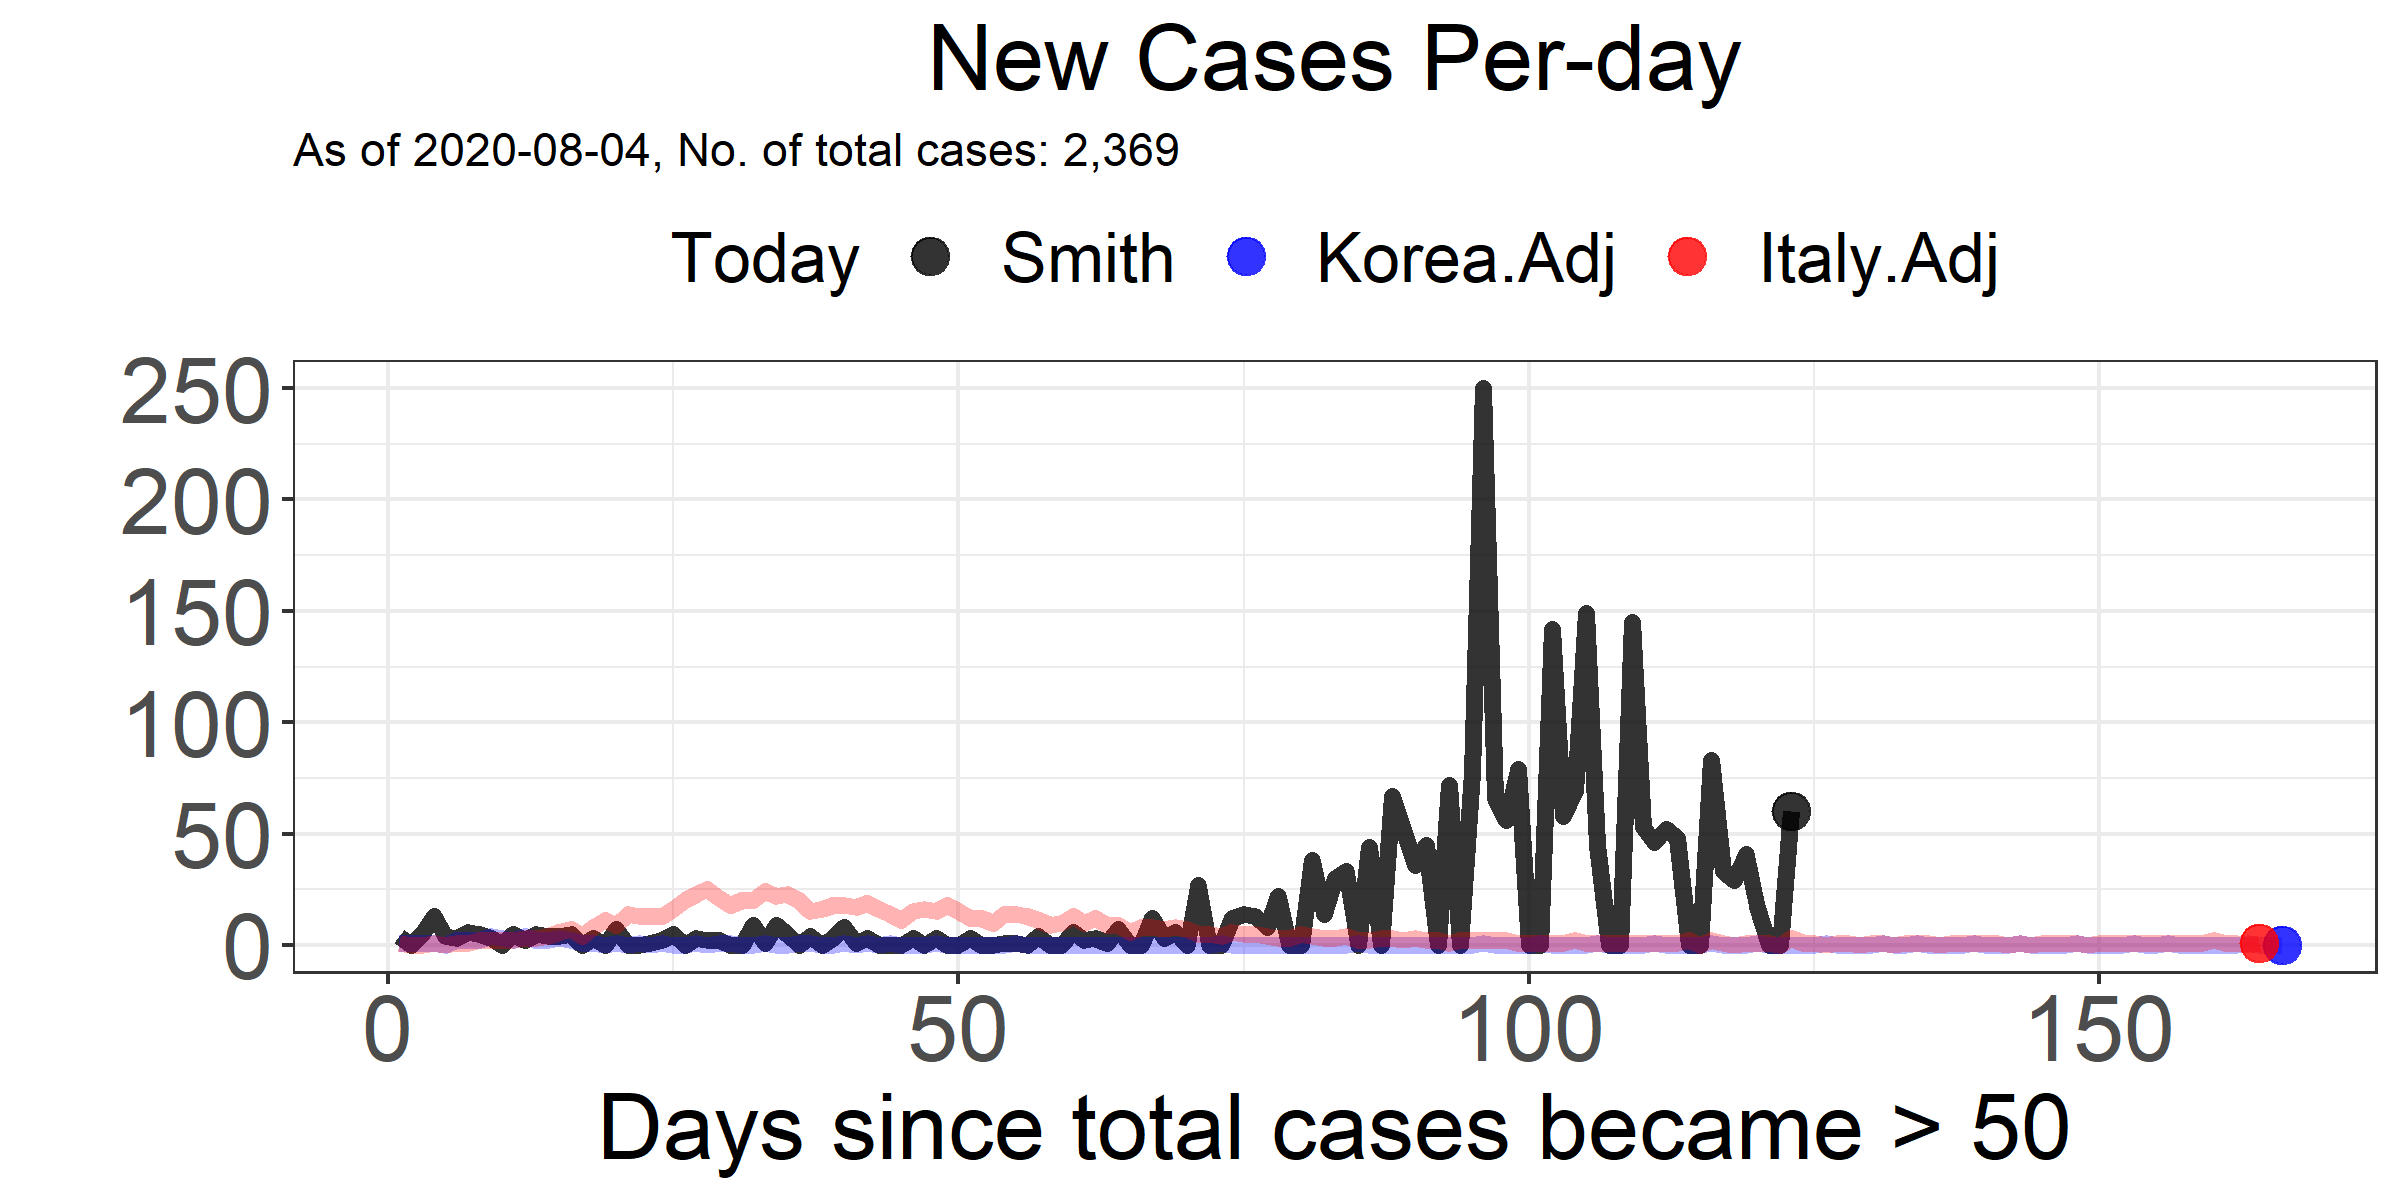 New Cases Per-day
As of 2020-08-04, No. of total cases: 2,369
Today Smith Korea.Adj Italy.Adj
250
200
150
100
50
0
0 50 100 150
Days since total cases became > 50